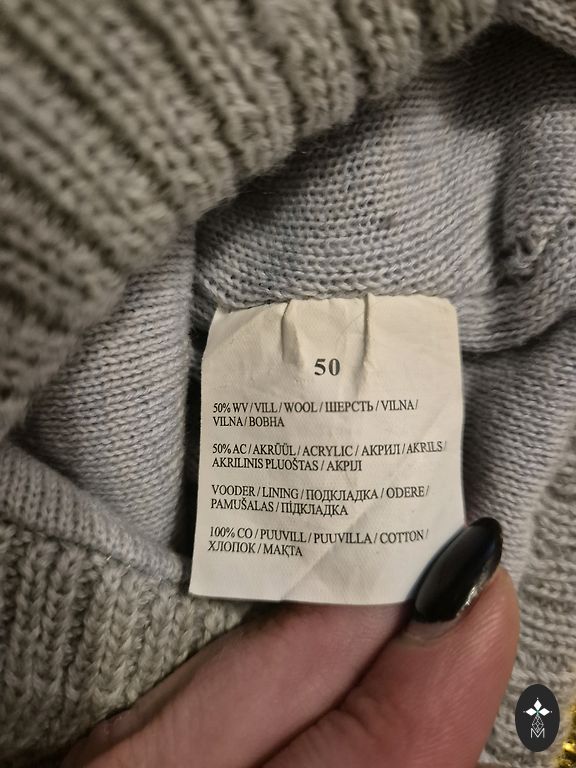 50
50% WV / VILL / WOOL / ШЕРСТЬ / VILNA /
VILNA / ВОВНА
50% AC / AKRÜÜL / ACRYLIC / АКРИЛ / AKRILS /
AKRILINIS PLUOŠTAS / АКРІЛ
VOODER / LINING / ПОДКЛАДКА / ODERE /
PAMUŠALAS / ПІДКЛАДКА
100% CO / PUUVILL / PUUVILLA / COTTON /
ХЛОПОК / МАҚТА
M